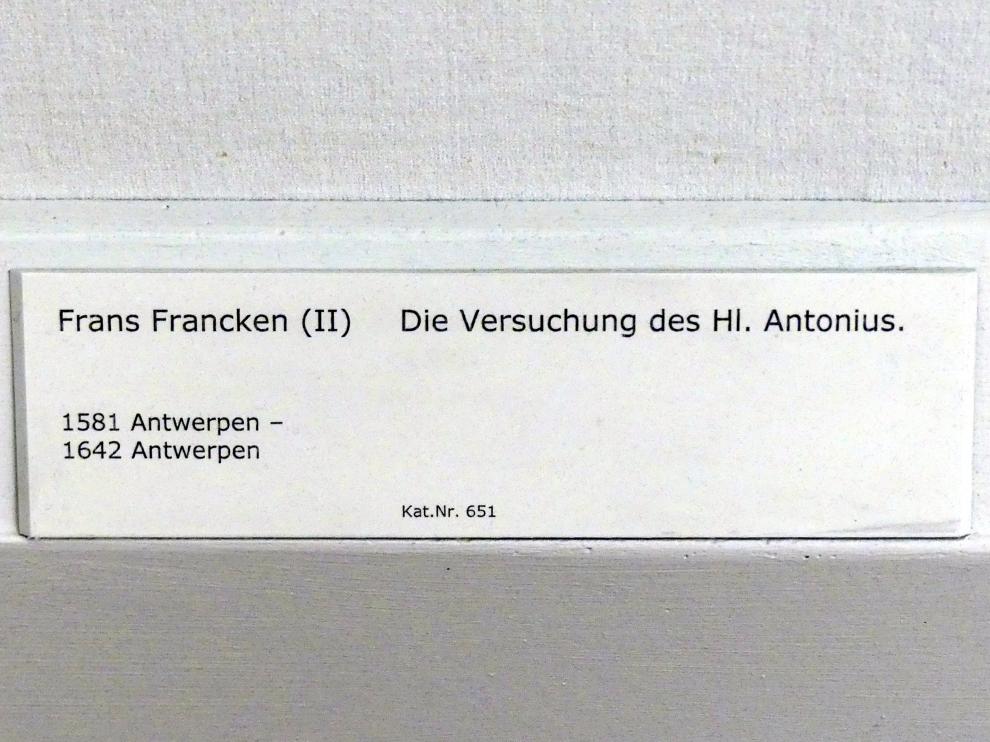 Frans Francken (II) Die Versuchung des Hl. Antonius.
1581 Antwerpen –
1642 Antwerpen
Kat.Nr. 651